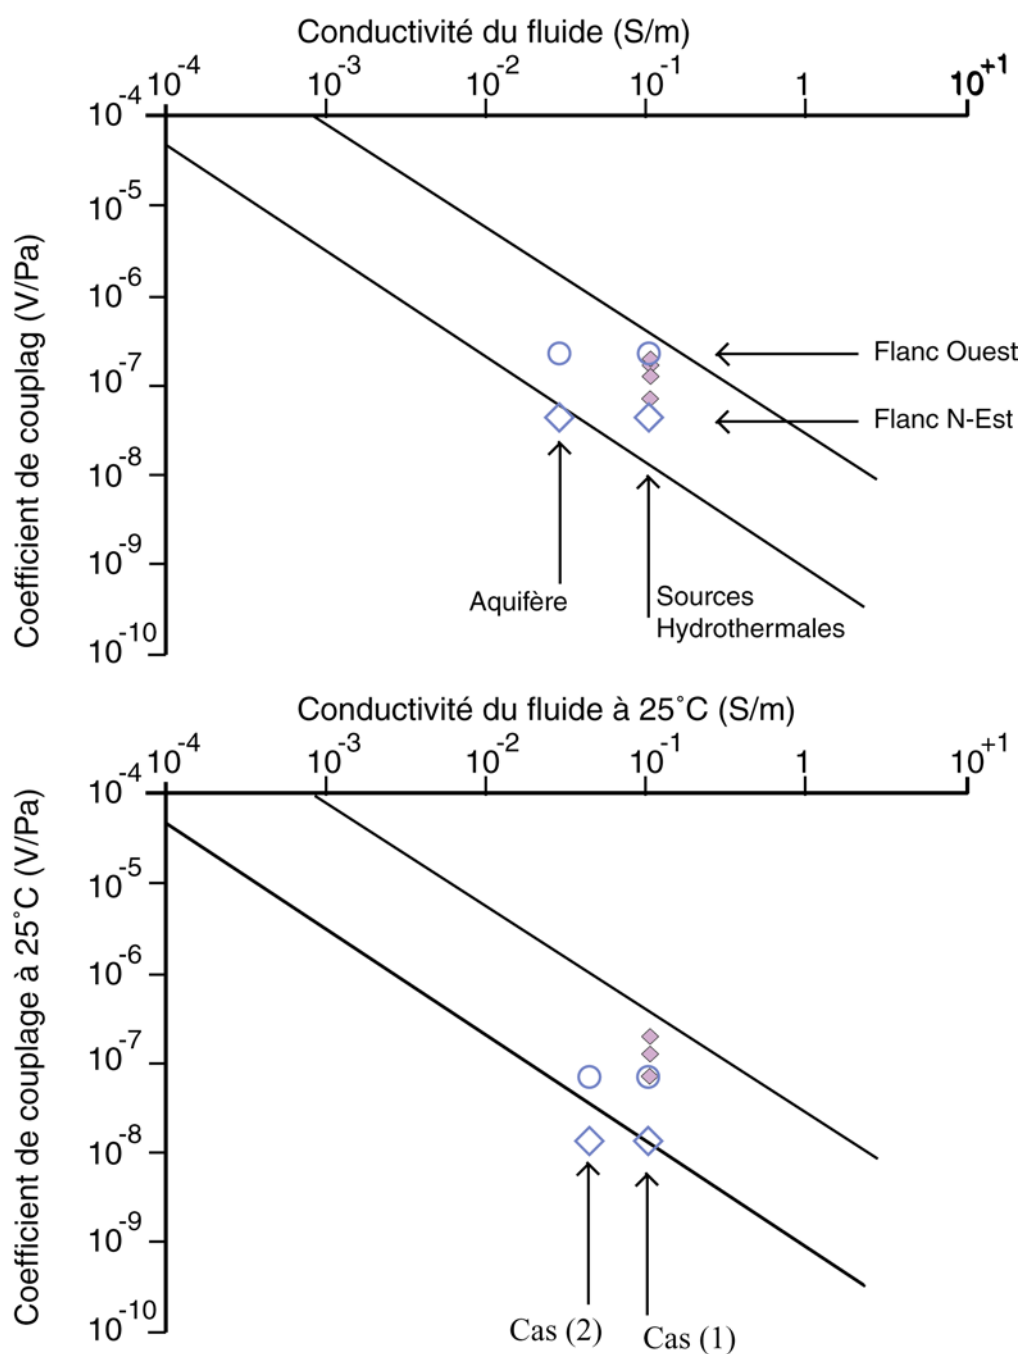 Conductivité du fluide (S/m)
10-4 10-3 10-2 10-1 1 10+1
10-4
10-5
10-6
10-7
10-8
10-9
10-10
Coefficient de couplag (V/Pa)
Flanc Ouest
Flanc N-Est
Aquifère
Sources
Hydrothermales
Conductivité du fluide à 25°C (S/m)
10-4 10-3 10-2 10-1 1 10+1
10-4
10-5
10-6
10-7
10-8
10-9
10-10
Coefficient de couplage à 25°C (V/Pa)
Cas (2)
Cas (1)